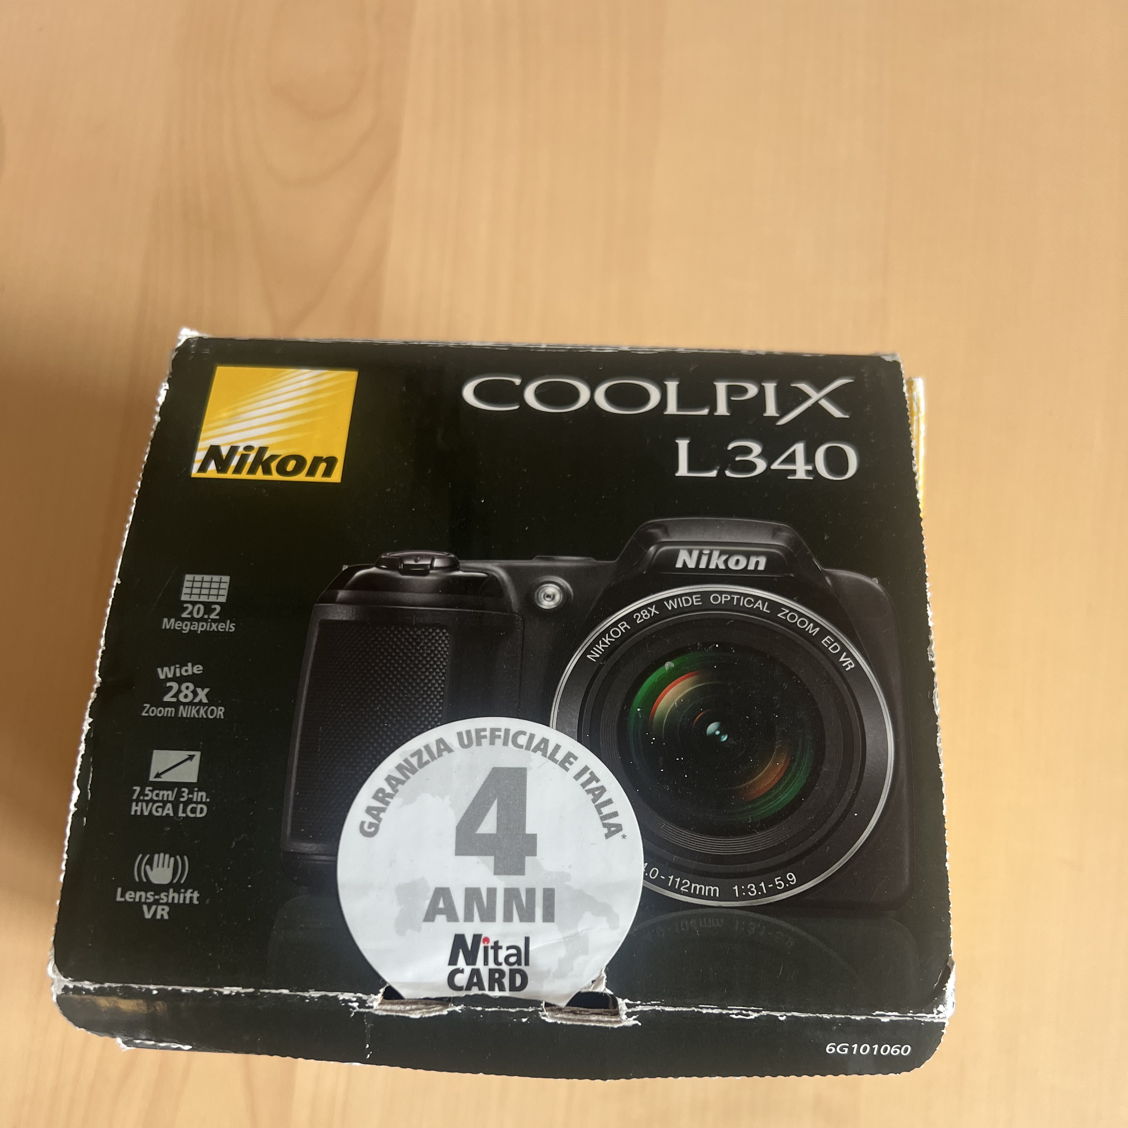 Nikon
COOLPIX
L340
20.2
Megapixels
Wide
28x
Zoom NIKKOR
7.5cm/ 3-in.
HVGA LCD
Lens-shift
VR
Nikon
NIKKOR 28X WIDE OPTICAL ZOOM ED VR
.0-112mm 1:3.1-5.9
GARANZIA UFFICIALE ITALIA*
4
ANNI
Nital
CARD
6G101060